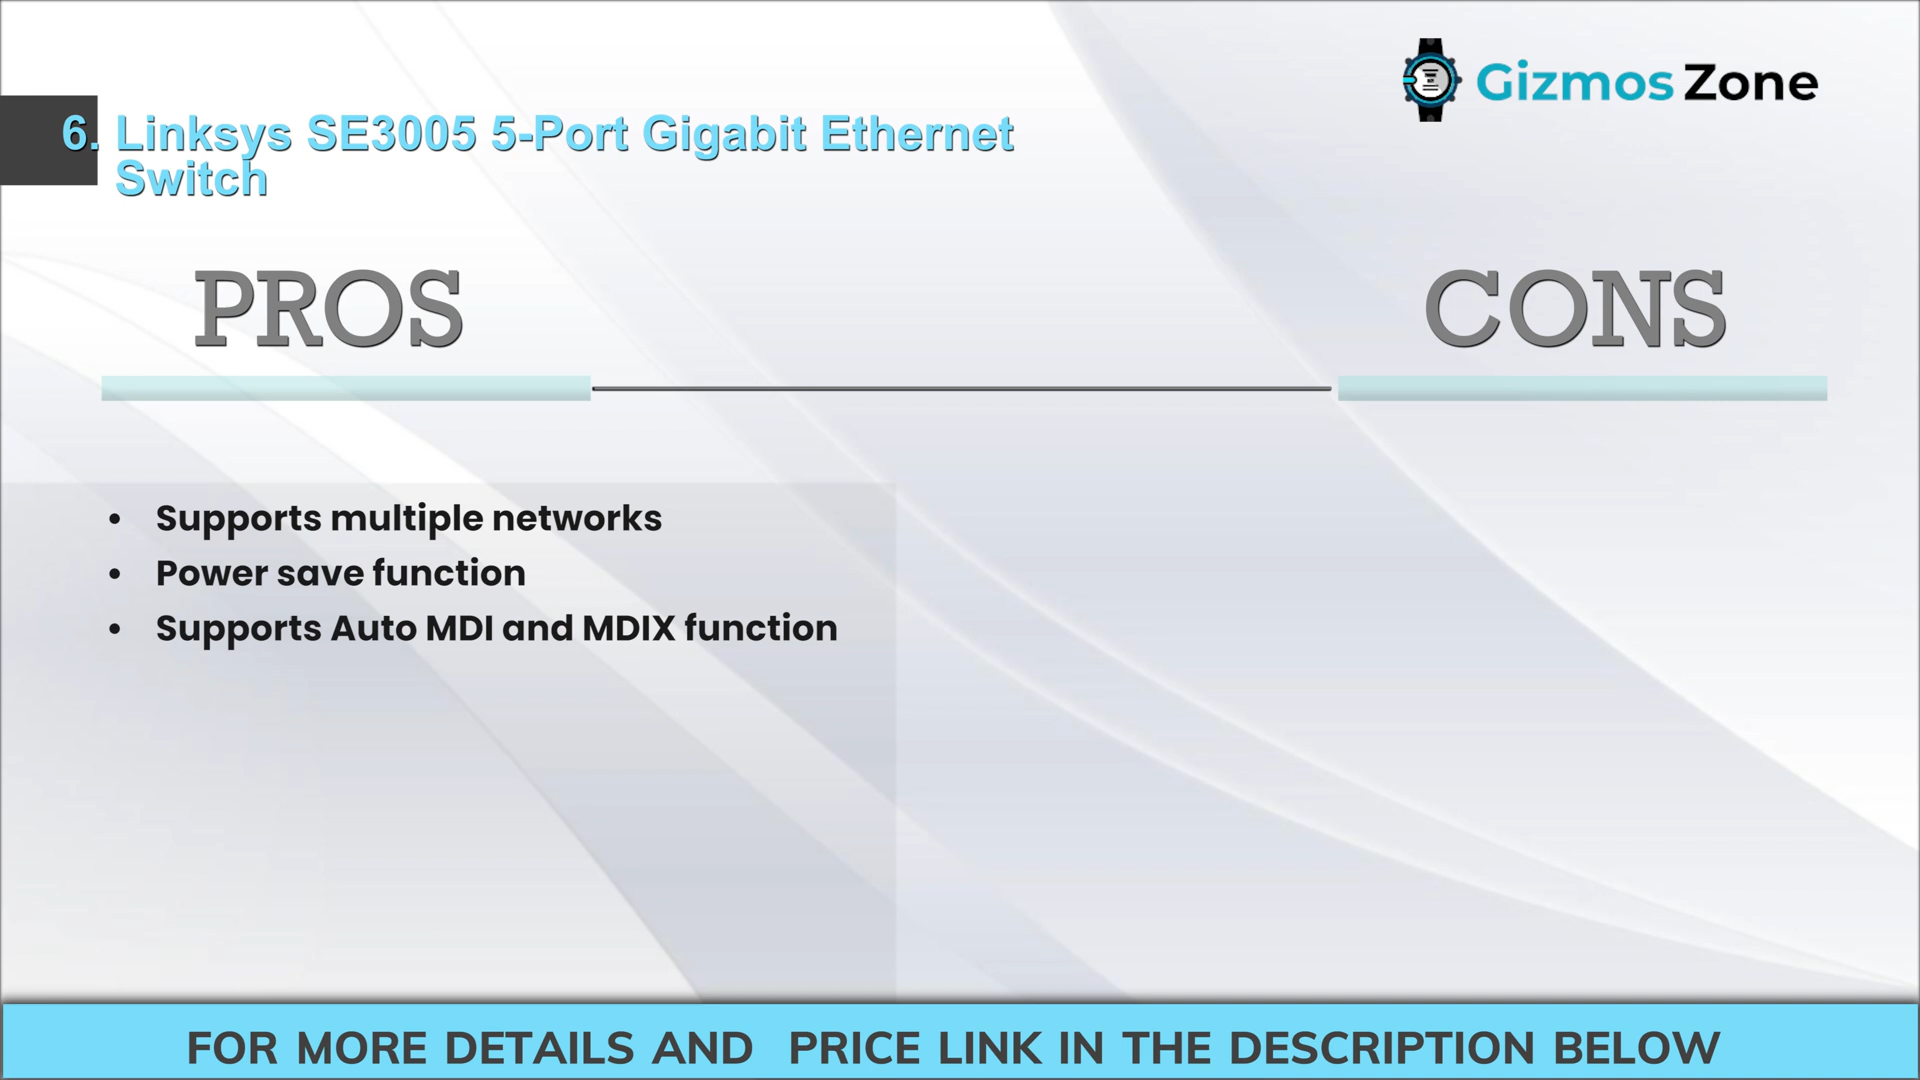 Gizmos Zone
6. Linksys SE3005 5-Port Gigabit Ethernet
Switch
PROS
CONS
• Supports multiple networks
• Power save function
• Supports Auto MDI and MDIX function
FOR MORE DETAILS AND PRICE LINK IN THE DESCRIPTION BELOW